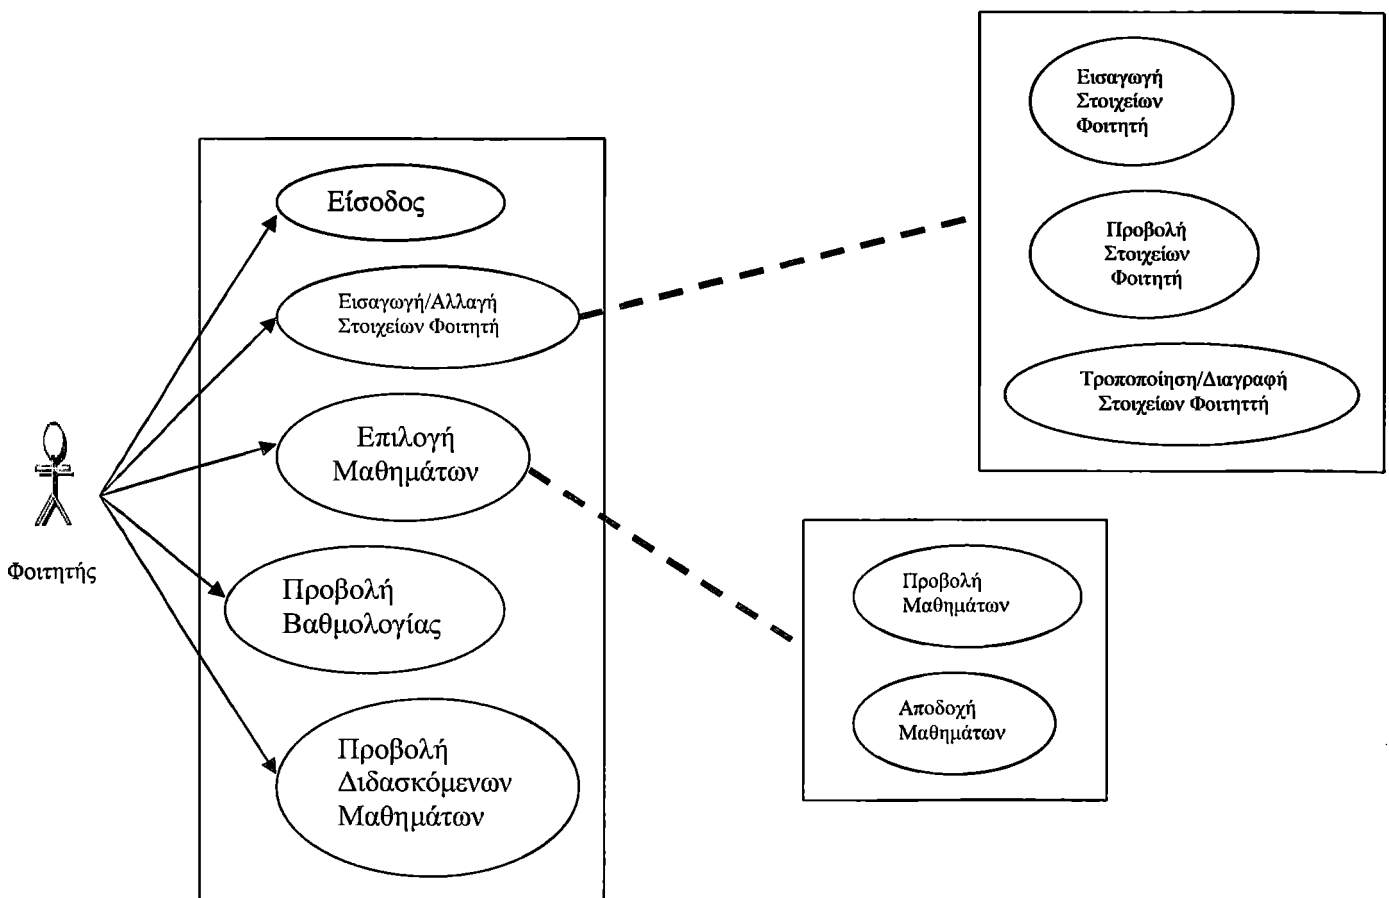 Εισαγωγή
Στοιχείων
Φοιτητή
Προβολή
Στοιχείων
Φοιτητή
Τροποποίηση/Διαγραφή
Στοιχείων Φοιτηττή
Είσοδος
Εισαγωγή/Αλλαγή
Στοιχείων Φοιτητή
Επιλογή
Μαθημάτων
Προβολή
Βαθμολογίας
Προβολή
Διδασκόμενων
Μαθημάτων
Φοιτητής
Προβολή
Μαθημάτων
Αποδοχή
Μαθημάτων